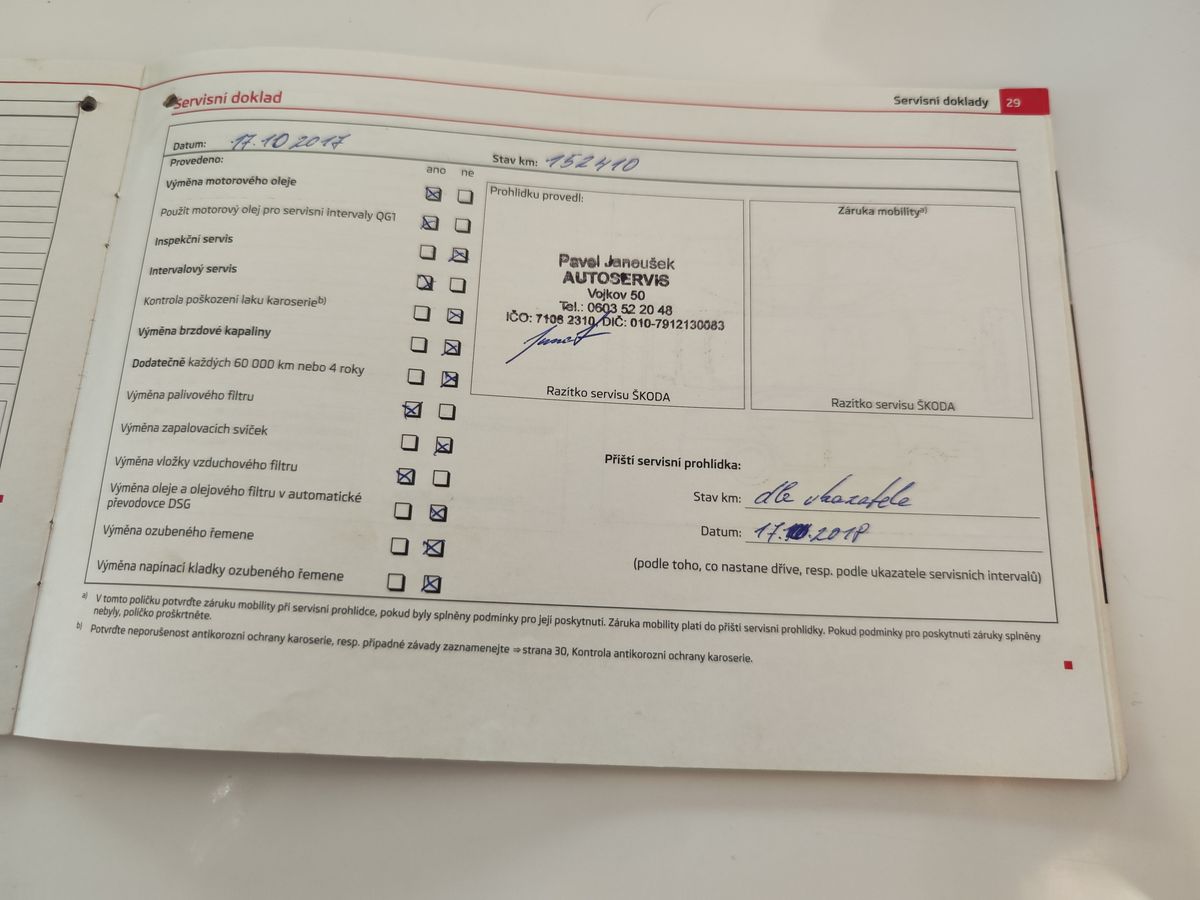 Servisní doklad
Servisní doklady 29
Datum: 17.10 2017
Stav km: 152410
Provedeno:
ano ne
Výměna motorového oleje
Použit motorový olej pro servisní intervaly QG1
Inspekční servis
Intervalový servis
Kontrola poškození laku karoserieb)
Výměna brzdové kapaliny
Dodatečně každých 60 000 km nebo 4 roky
Výměna palivového filtru
Výměna zapalovacích svíček
Výměna vložky vzduchového filtru
Výměna oleje a olejového filtru v automatické
převodovce DSG
Výměna ozubeného řemene
Výměna napínací kladky ozubeného řemene
Prohlídku provedl:
Pavel Janoušek
AUTOSERVIS
Vojkov 50
Tel.: 0603 52 20 48
IČO: 7106 2310, DIČ: 010-7912130083
Razítko servisu ŠKODA
Záruka mobilitya)
Razítko servisu ŠKODA
Příští servisní prohlídka:
Stav km: dle ukazatele
Datum: 17.10.2018
(podle toho, co nastane dříve, resp. podle ukazatele servisních intervalů)
a) V tomto políčku potvrďte záruku mobility při servisní prohlídce, pokud byly splněny podmínky pro její poskytnutí. Záruka mobility platí do příští servisní prohlídky. Pokud podmínky pro poskytnutí záruky splněny
nebyly, políčko proškrtněte.
b) Potvrďte neporušenost antikorozní ochrany karoserie, resp. případné závady zaznamenejte ⇒ strana 30, Kontrola antikorozní ochrany karoserie.